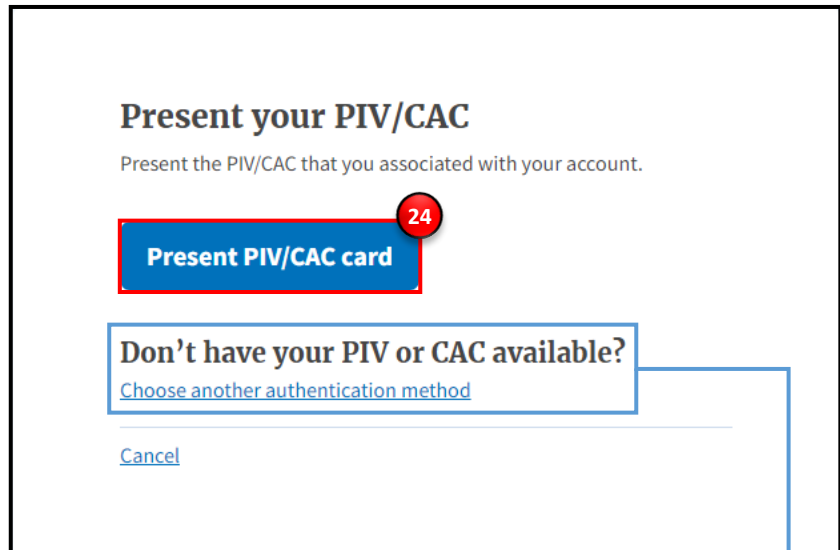 Present your PIV/CAC
Present the PIV/CAC that you associated with your account.
24
Present PIV/CAC card
Don’t have your PIV or CAC available?
Choose another authentication method
Cancel